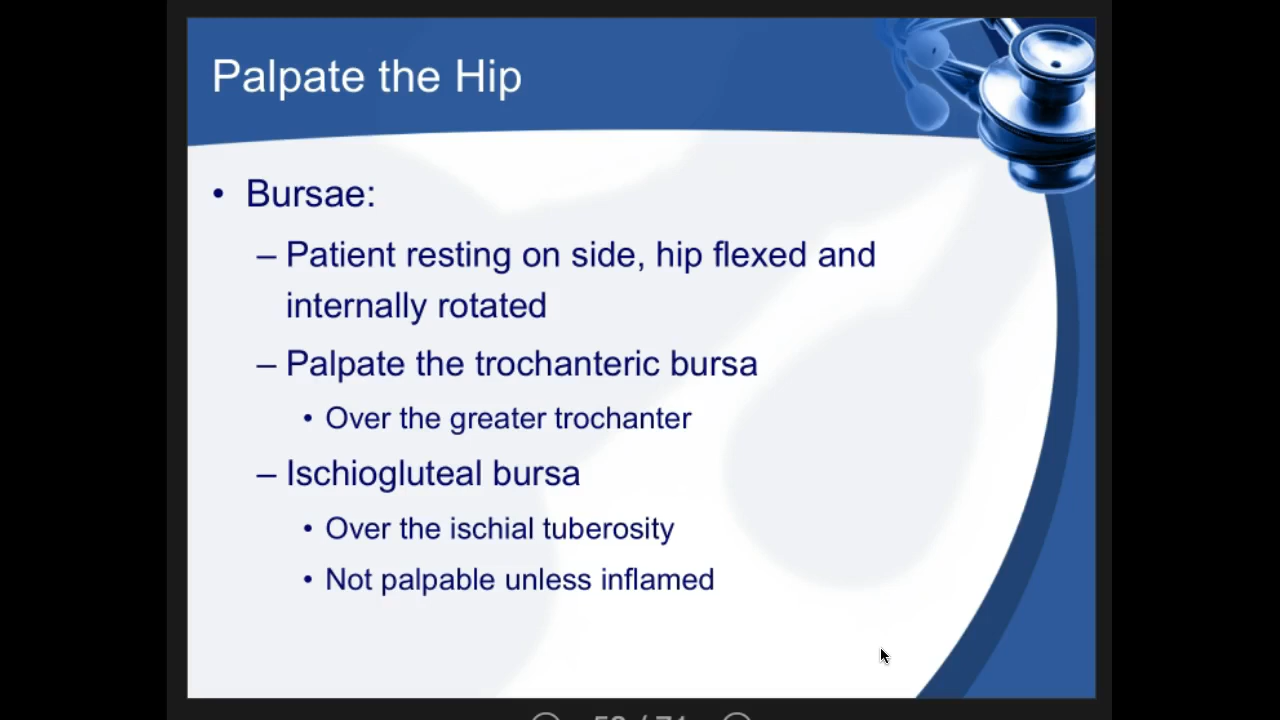 Palpate the Hip
• Bursae:
– Patient resting on side, hip flexed and
internally rotated
– Palpate the trochanteric bursa
• Over the greater trochanter
– Ischiogluteal bursa
• Over the ischial tuberosity
• Not palpable unless inflamed